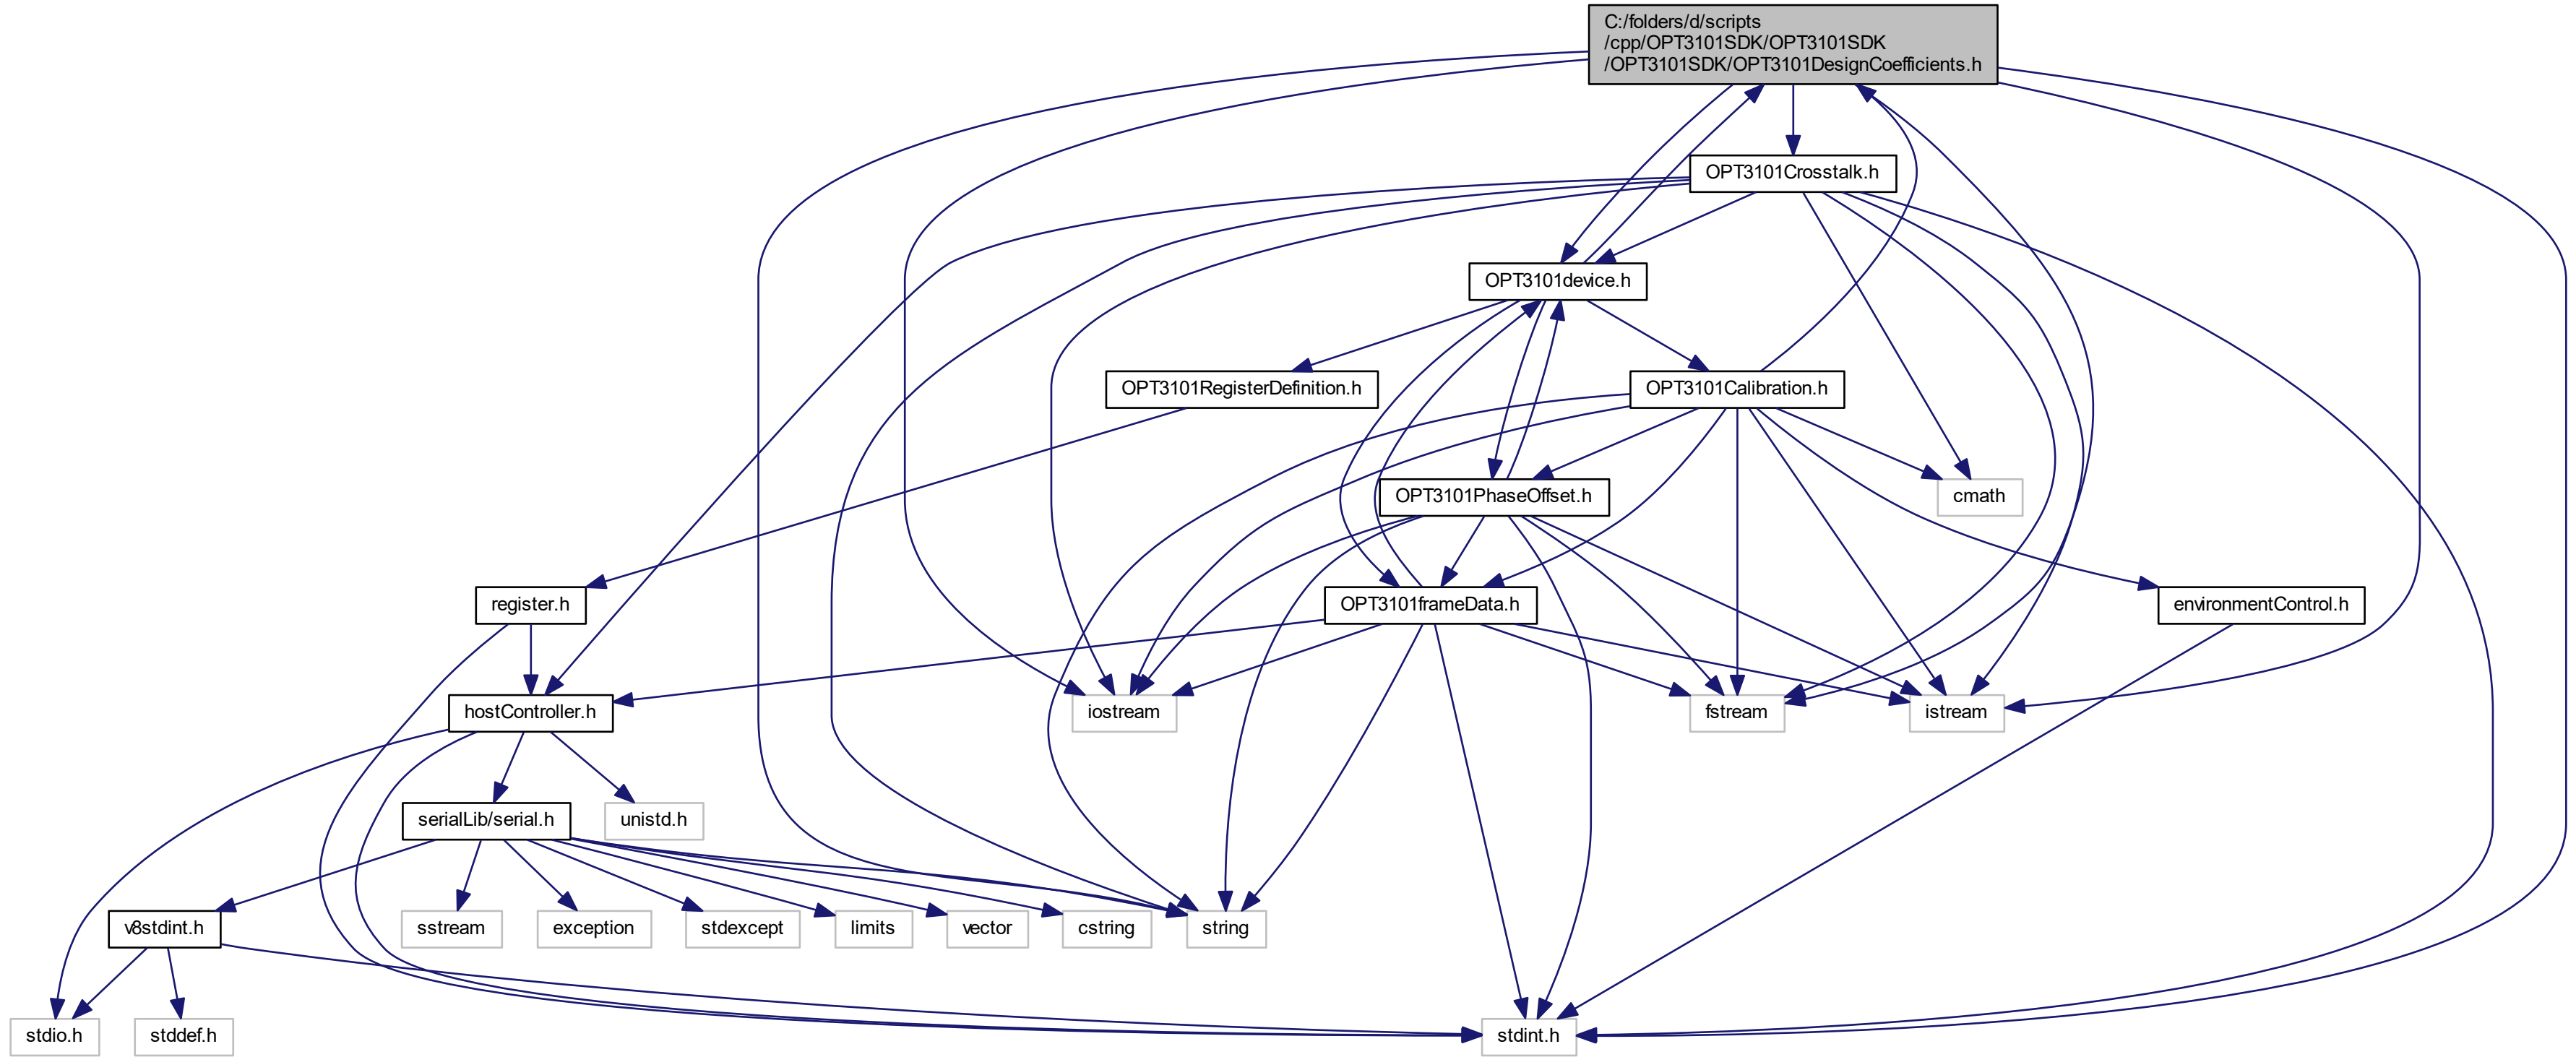 C:/folders/d/scripts
/cpp/OPT3101SDK/OPT3101SDK
/OPT3101SDK/OPT3101DesignCoefficients.h
OPT3101Crosstalk.h
OPT3101device.h
OPT3101RegisterDefinition.h
OPT3101Calibration.h
OPT3101PhaseOffset.h
cmath
register.h
OPT3101frameData.h
environmentControl.h
hostController.h
iostream
fstream
istream
serialLib/serial.h
unistd.h
v8stdint.h
sstream
exception
stdexcept
limits
vector
cstring
string
stdio.h
stddef.h
stdint.h